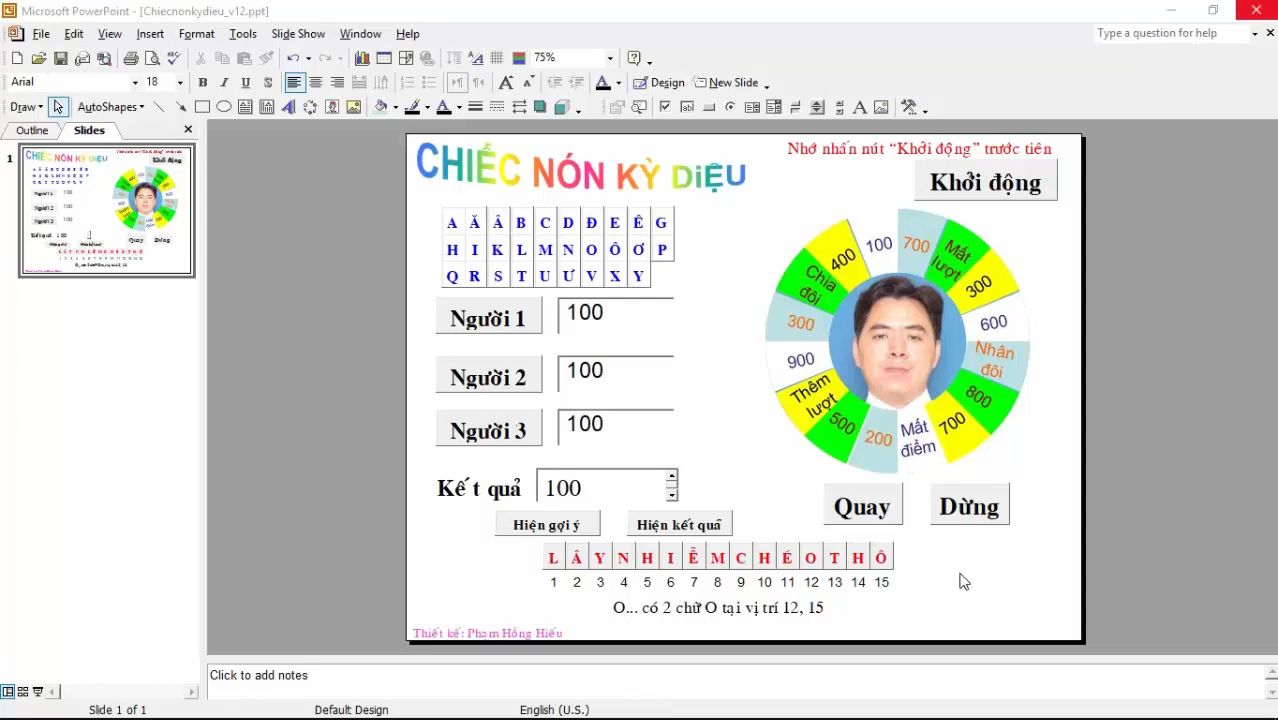 Microsoft PowerPoint - [Chiecnonkydieu_v12.ppt]
File Edit View Insert Format Tools Slide Show Window Help
Type a question for help
75%
Arial 18 B I U S Design New Slide
Draw AutoShapes
Outline Slides
1
CHIẾC NÓN KỲ DiỆU
Nhớ nhấn nút “Khởi động” trước tiên
Khởi động
A Ă Â B C D Đ E Ê G
H I K L M N O Ô Ơ P
Q R S T U Ư V X Y
Người 1 100
Người 2 100
Người 3 100
Kết quả 100
Hiện gợi ý Hiện kết quả
100
700
Mất lượt
300
600
Nhân đôi
800
700
Mất điểm
200
500
Thêm lượt
900
300
Chia đôi
400
Quay Dừng
L Â Y N H I Ễ M C H É O T H Ô
1 2 3 4 5 6 7 8 9 10 11 12 13 14 15
O... có 2 chữ O tại vị trí 12, 15
Thiết kế: Phạm Hồng Hiếu
Click to add notes
Slide 1 of 1 Default Design English (U.S.)